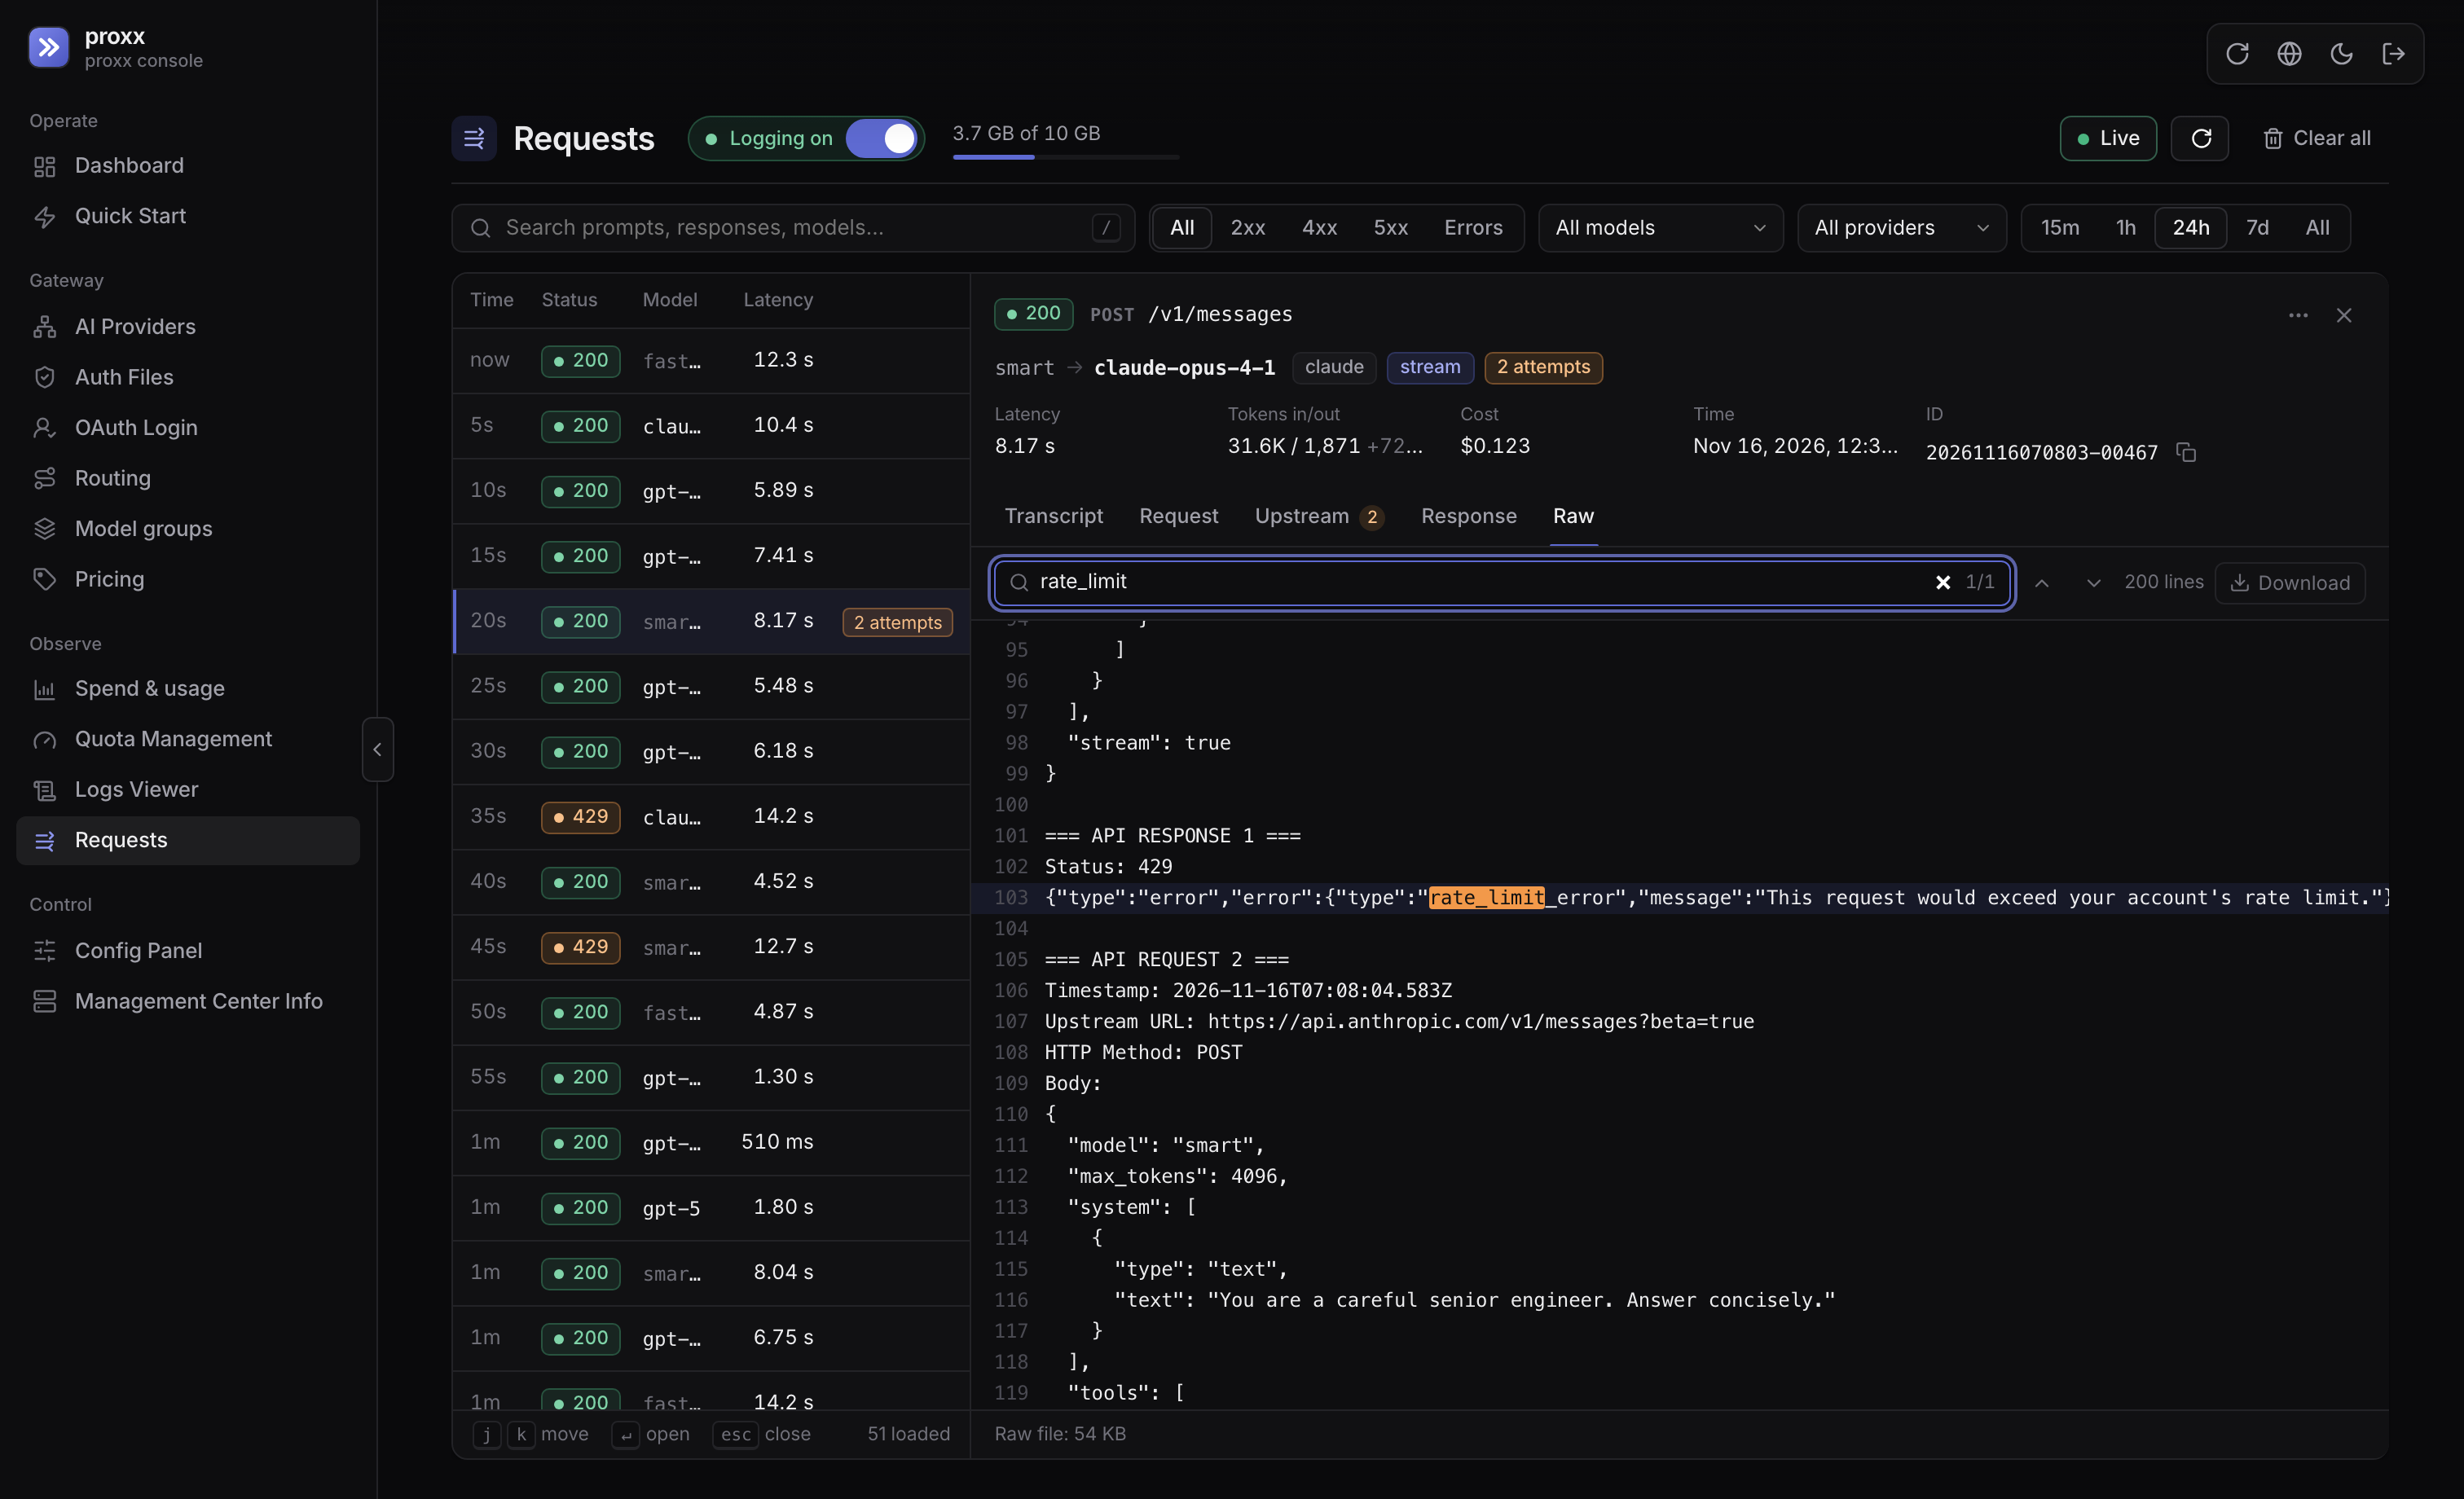 proxx
proxx console
Operate
Dashboard
Quick Start
Gateway
AI Providers
Auth Files
OAuth Login
Routing
Model groups
Pricing
Observe
Spend & usage
Quota Management
Logs Viewer
Requests
Control
Config Panel
Management Center Info
Requests
Logging on
3.7 GB of 10 GB
Live
Clear all
Search prompts, responses, models...
/
All 2xx 4xx 5xx Errors
All models
All providers
15m 1h 24h 7d All
Time Status Model Latency
now 200 fast… 12.3 s
5s 200 clau… 10.4 s
10s 200 gpt-… 5.89 s
15s 200 gpt-… 7.41 s
20s 200 smar… 8.17 s 2 attempts
25s 200 gpt-… 5.48 s
30s 200 gpt-… 6.18 s
35s 429 clau… 14.2 s
40s 200 smar… 4.52 s
45s 429 smar… 12.7 s
50s 200 fast… 4.87 s
55s 200 gpt-… 1.30 s
1m 200 gpt-… 510 ms
1m 200 gpt-5 1.80 s
1m 200 smar… 8.04 s
1m 200 gpt-… 6.75 s
1m 200 fast… 14.2 s
j k move ↵ open esc close 51 loaded
200 POST /v1/messages
smart → claude-opus-4-1 claude stream 2 attempts
Latency Tokens in/out Cost Time ID
8.17 s 31.6K / 1,871 +72... $0.123 Nov 16, 2026, 12:3... 20261116070803-00467
Transcript Request Upstream 2 Response Raw
rate_limit 1/1 200 lines Download
94 }
95 ]
96 }
97 ],
98 "stream": true
99 }
100
101 === API RESPONSE 1 ===
102 Status: 429
103 {"type":"error","error":{"type":"rate_limit_error","message":"This request would exceed your account's rate limit."}
104
105 === API REQUEST 2 ===
106 Timestamp: 2026-11-16T07:08:04.583Z
107 Upstream URL: https://api.anthropic.com/v1/messages?beta=true
108 HTTP Method: POST
109 Body:
110 {
111 "model": "smart",
112 "max_tokens": 4096,
113 "system": [
114 {
115 "type": "text",
116 "text": "You are a careful senior engineer. Answer concisely."
117 }
118 ],
119 "tools": [
Raw file: 54 KB